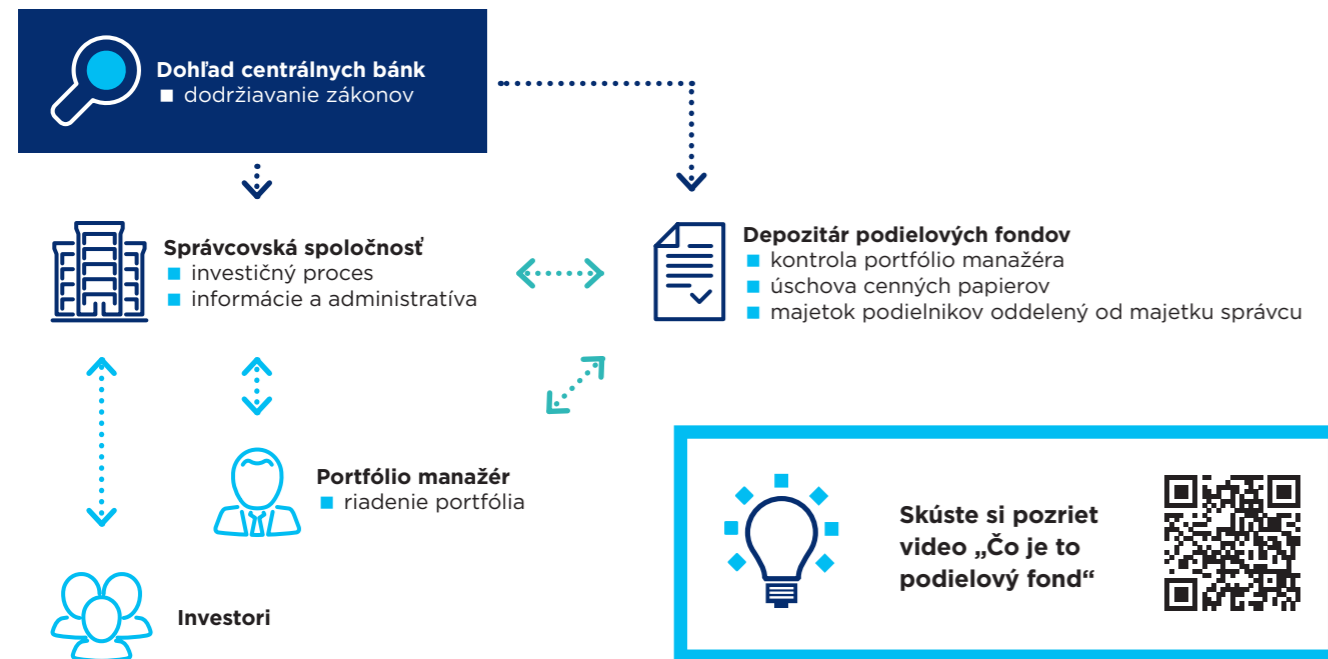 Dohľad centrálnych bánk
dodržiavanie zákonov
Správcovská spoločnosť
investičný proces
informácie a administratíva
Depozitár podielových fondov
kontrola portfólio manažéra
úschova cenných papierov
majetok podielnikov oddelený od majetku správcu
Portfólio manažér
riadenie portfólia
Investori
Skúste si pozriet
video „Čo je to
podielový fond“